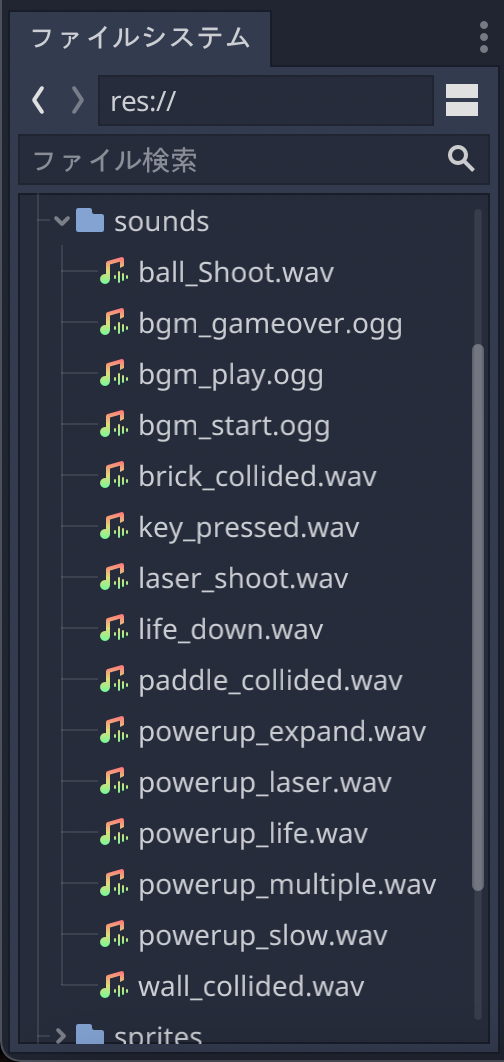 ファイルシステム
res://
ファイル検索
sounds
ball_Shoot.wav
bgm_gameover.ogg
bgm_play.ogg
bgm_start.ogg
brick_collided.wav
key_pressed.wav
laser_shoot.wav
life_down.wav
paddle_collided.wav
powerup_expand.wav
powerup_laser.wav
powerup_life.wav
powerup_multiple.wav
powerup_slow.wav
wall_collided.wav
sprites